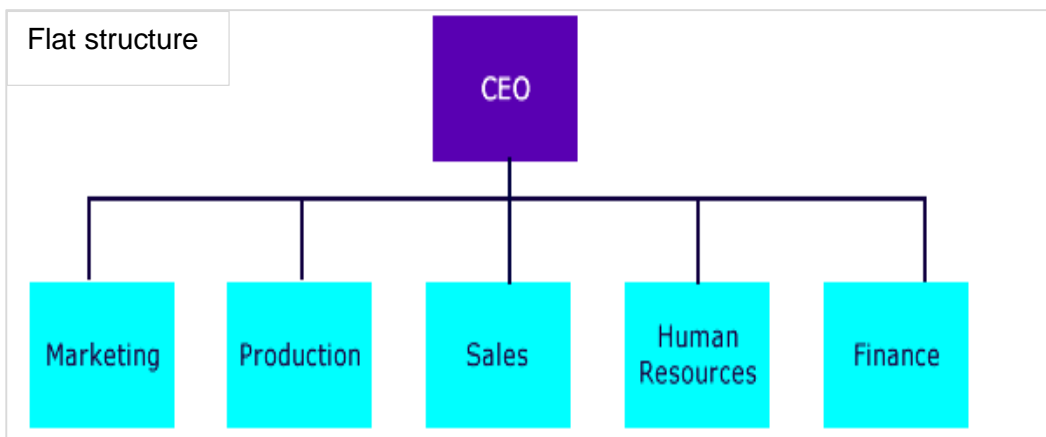 Flat structure
CEO
Marketing
Production
Sales
Human
Resources
Finance